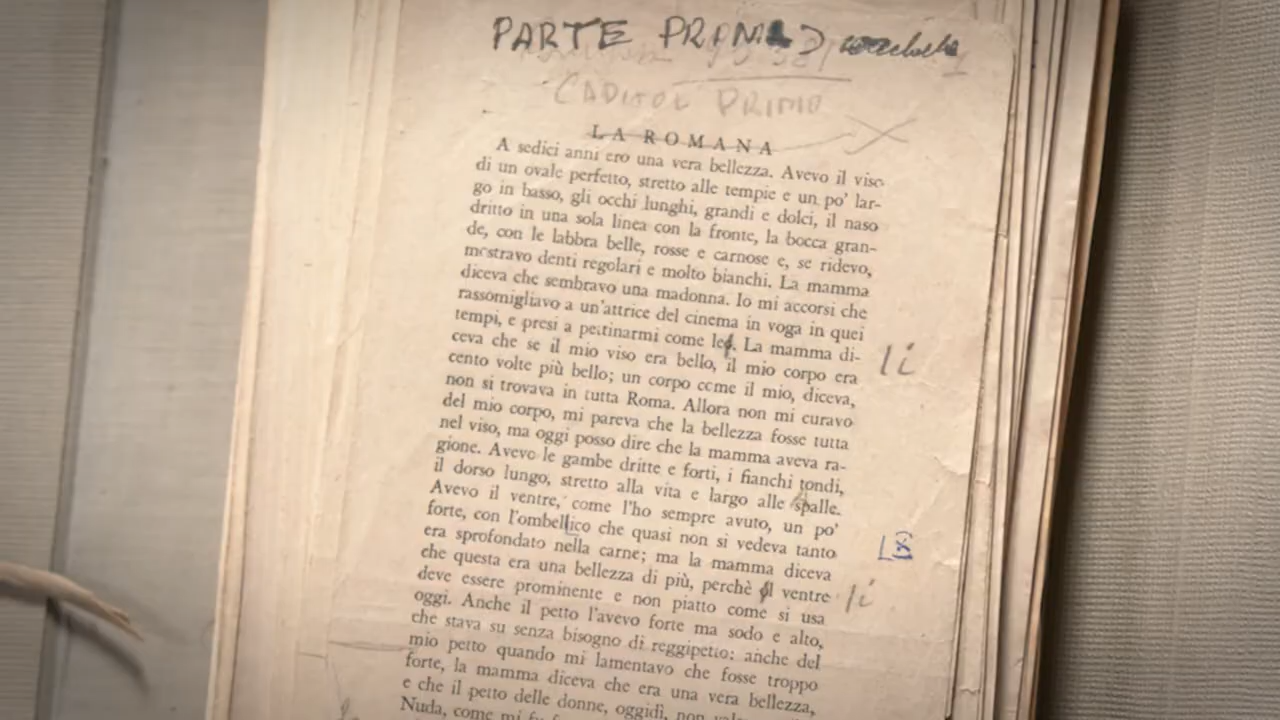 PARTE PRIMA
CAPITOL PRIMO
LA ROMANA
A sedici anni ero una vera bellezza. Avevo il viso
di un ovale perfetto, stretto alle tempie e un po' lar-
go in basso, gli occhi lunghi, grandi e dolci, il naso
dritto in una sola linea con la fronte, la bocca gran-
de, con le labbra belle, rosse e carnose e, se ridevo,
mostravo denti regolari e molto bianchi. La mamma
diceva che sembravo una madonna. Io mi accorsi che
rassomigliavo a un'attrice del cinema in voga in quei
tempi, e presi a pettinarmi come lei. La mamma di-
ceva che se il mio viso era bello, il mio corpo era
li
cento volte più bello; un corpo come il mio, diceva,
non si trovava in tutta Roma. Allora non mi curavo
del mio corpo, mi pareva che la bellezza fosse tutta
nel viso, ma oggi posso dire che la mamma aveva ra-
gione. Avevo le gambe dritte e forti, i fianchi tondi,
il dorso lungo, stretto alla vita e largo alle spalle.
Avevo il ventre, come l'ho sempre avuto, un po'
forte, con l'ombellico che quasi non si vedeva tanto
era sprofondato nella carne; ma la mamma diceva
che questa era una bellezza di più, perchè il ventre
li
deve essere prominente e non piatto come si usa
oggi. Anche il petto l'avevo forte ma sodo e alto,
che stava su senza bisogno di reggipetto: anche del
mio petto quando mi lamentavo che fosse troppo
forte, la mamma diceva che era una vera bellezza,
e che il petto delle donne, oggidì, non
Nuda, come mi